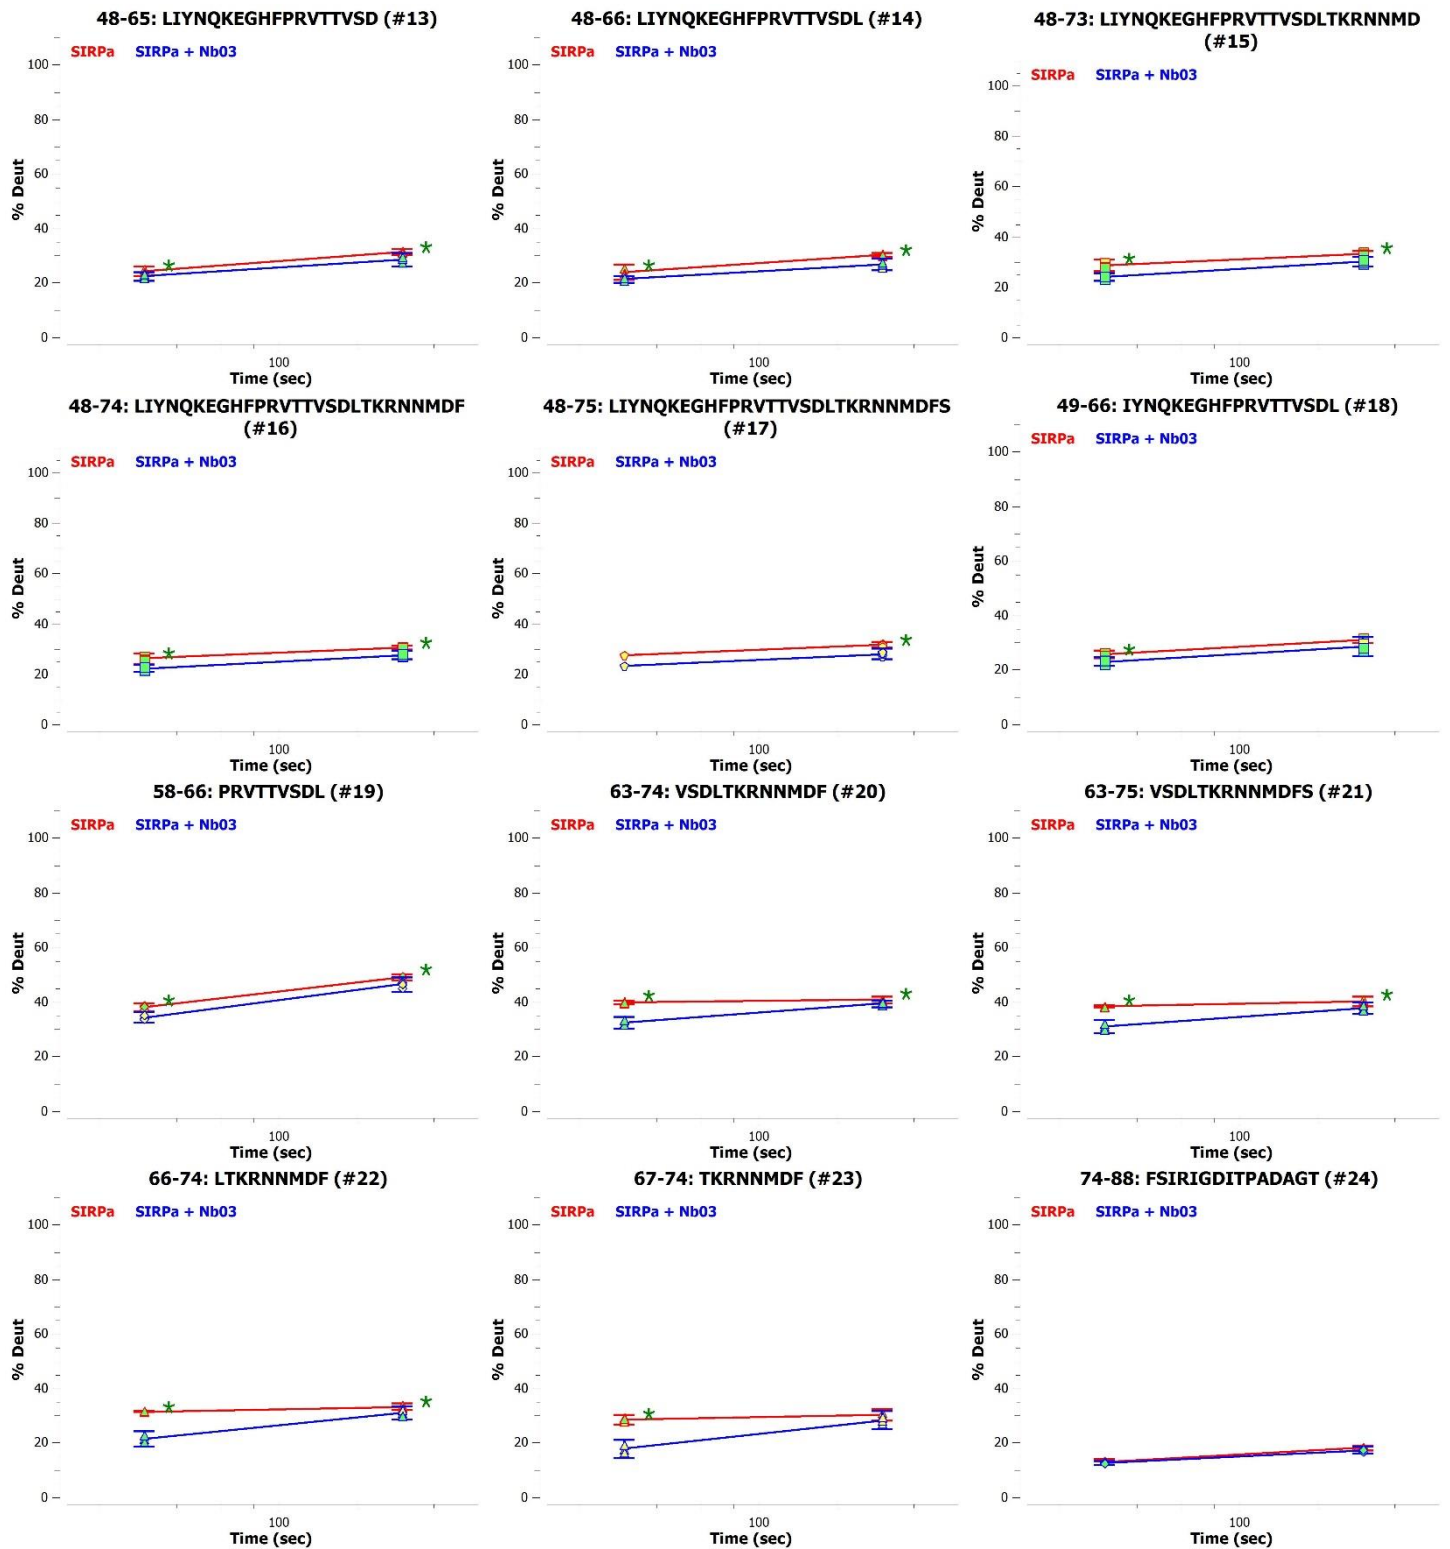 48-65: LIYNQKEGHFPRVTTVSD (#13)
SIRPa SIRPa + Nb03
100
80
60
40
20
0
% Deut
100
Time (sec)
48-66: LIYNQKEGHFPRVTTVSDL (#14)
SIRPa SIRPa + Nb03
100
80
60
40
20
0
% Deut
100
Time (sec)
48-73: LIYNQKEGHFPRVTTVSDLTKRNNMD
(#15)
SIRPa SIRPa + Nb03
100
80
60
40
20
0
% Deut
100
Time (sec)
48-74: LIYNQKEGHFPRVTTVSDLTKRNNMDF
(#16)
SIRPa SIRPa + Nb03
100
80
60
40
20
0
% Deut
100
Time (sec)
48-75: LIYNQKEGHFPRVTTVSDLTKRNNMDFS
(#17)
SIRPa SIRPa + Nb03
100
80
60
40
20
0
% Deut
100
Time (sec)
49-66: IYNQKEGHFPRVTTVSDL (#18)
SIRPa SIRPa + Nb03
100
80
60
40
20
0
% Deut
100
Time (sec)
58-66: PRVTTVSDL (#19)
SIRPa SIRPa + Nb03
100
80
60
40
20
0
% Deut
100
Time (sec)
63-74: VSDLTKRNNMDF (#20)
SIRPa SIRPa + Nb03
100
80
60
40
20
0
% Deut
100
Time (sec)
63-75: VSDLTKRNNMDFS (#21)
SIRPa SIRPa + Nb03
100
80
60
40
20
0
% Deut
100
Time (sec)
66-74: LTKRNNMDF (#22)
SIRPa SIRPa + Nb03
100
80
60
40
20
0
% Deut
100
Time (sec)
67-74: TKRNNMDF (#23)
SIRPa SIRPa + Nb03
100
80
60
40
20
0
% Deut
100
Time (sec)
74-88: FSIRIGDITPADAGT (#24)
SIRPa SIRPa + Nb03
100
80
60
40
20
0
% Deut
100
Time (sec)